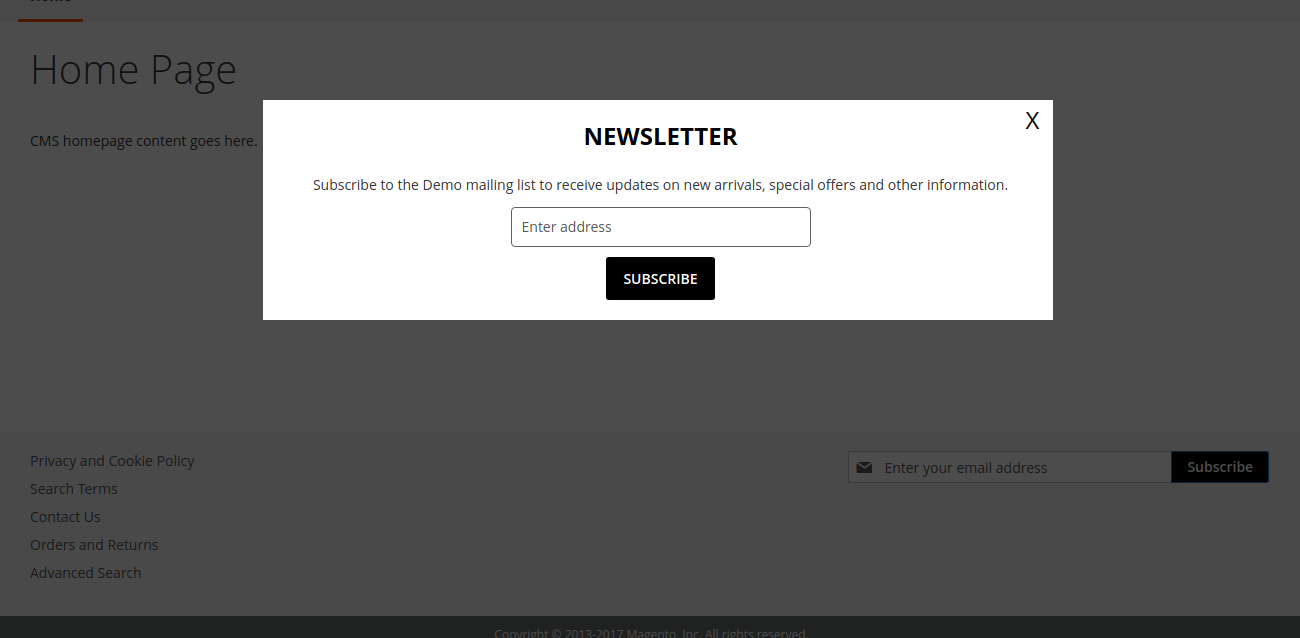 Home
Home Page
CMS homepage content goes here.
X
NEWSLETTER
Subscribe to the Demo mailing list to receive updates on new arrivals, special offers and other information.
Enter address
SUBSCRIBE
Privacy and Cookie Policy
Search Terms
Contact Us
Orders and Returns
Advanced Search
Enter your email address
Subscribe
Copyright © 2013-2017 Magento, Inc. All rights reserved.